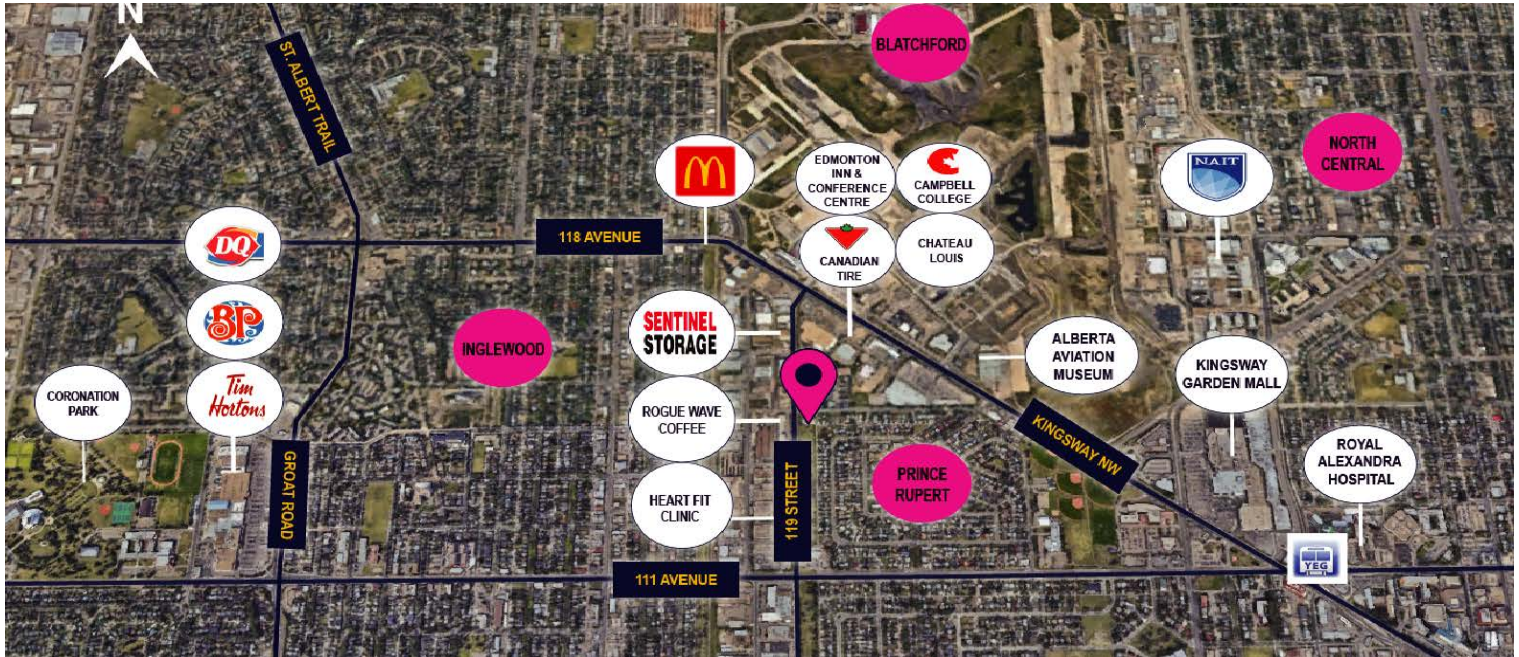 N
BLATCHFORD
ST. ALBERT TRAIL
NORTH
CENTRAL
EDMONTON
INN &
CONFERENCE
CENTRE
CAMPBELL
COLLEGE
NAIT
118 AVENUE
DQ
CANADIAN
TIRE
CHATEAU
LOUIS
BP
SENTINEL
STORAGE
INGLEWOOD
ALBERTA
AVIATION
MUSEUM
KINGSWAY
GARDEN MALL
CORONATION
PARK
Tim
Hortons
ROGUE WAVE
COFFEE
KINGSWAY NW
ROYAL
ALEXANDRA
HOSPITAL
PRINCE
RUPERT
GROAT ROAD
HEART FIT
CLINIC
119 STREET
YEG
111 AVENUE